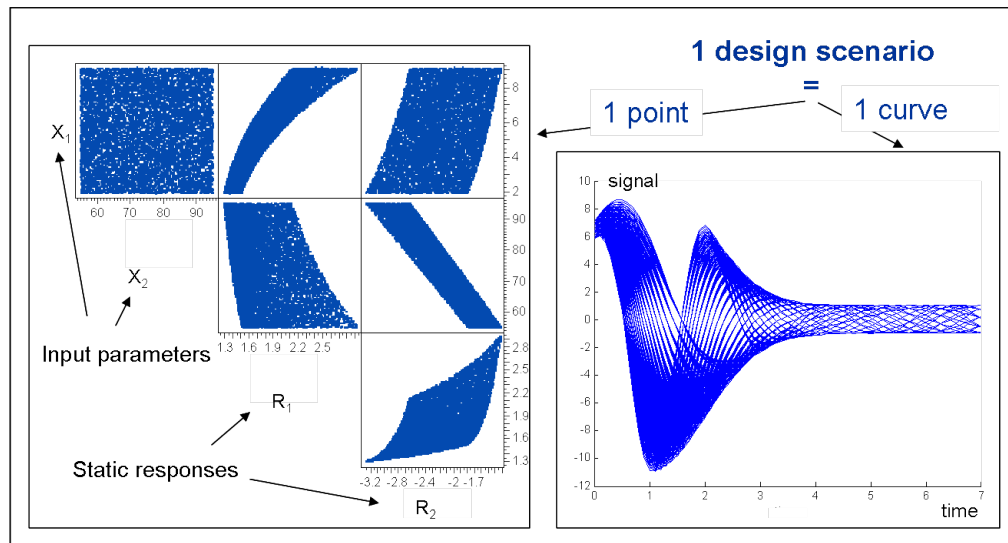 1 design scenario
=
1 point
1 curve
X1
8
6
4
2
60 70 80 90
X2
90
80
70
60
Input parameters
1.3 1.6 1.9 2.2 2.5
R1
2.8
2.5
2.2
1.9
1.6
1.3
Static responses
-3.2 -2.8 -2.4 -2 -1.7
R2
signal
10
8
6
4
2
0
-2
-4
-6
-8
-10
-12
0 1 2 3 4 5 6 7
time